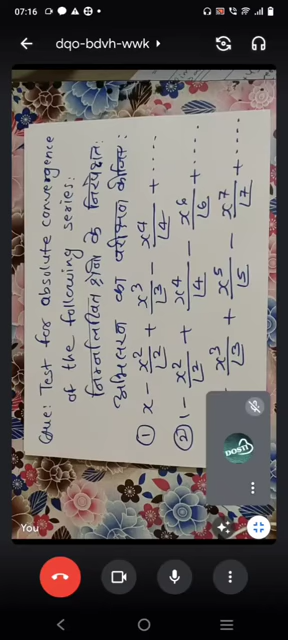 07:16
dqo-bdvh-wwk
Que: Test for absolute convergence
of the following series:
निम्नलिखित श्रेणी के निरपेक्षतः
अभिसरण का परीक्षण कीजिए:
① x - x²/⌊2 + x³/⌊3 - x⁴/⌊4 + .....
② 1 - x²/⌊2 + x⁴/⌊4 - x⁶/⌊6 + .....
- x³/⌊3 + x⁵/⌊5 - x⁷/⌊7 + .....
DOSTI
You